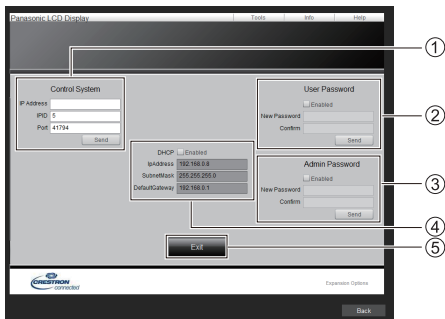 Panasonic LCD Display
Tools
Info
Help
Control System
IP Address
IPID 5
Port 41794
Send
User Password
Enabled
New Password
Confirm
Send
DHCP Enabled
IpAddress 192.168.0.8
SubnetMask 255.255.255.0
DefaultGateway 192.168.0.1
Admin Password
Enabled
New Password
Confirm
Send
Exit
CRESTRON
connected
Expansion Options
Back
1
2
3
4
5